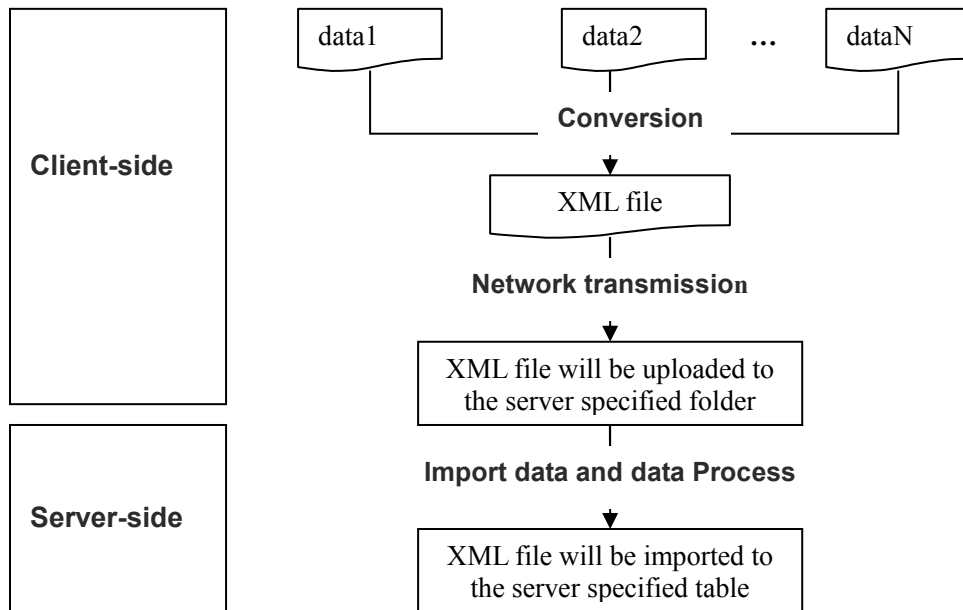 data1
data2
...
dataN
Conversion
Client-side
XML file
Network transmission
XML file will be uploaded to
the server specified folder
Import data and data Process
Server-side
XML file will be imported to
the server specified table